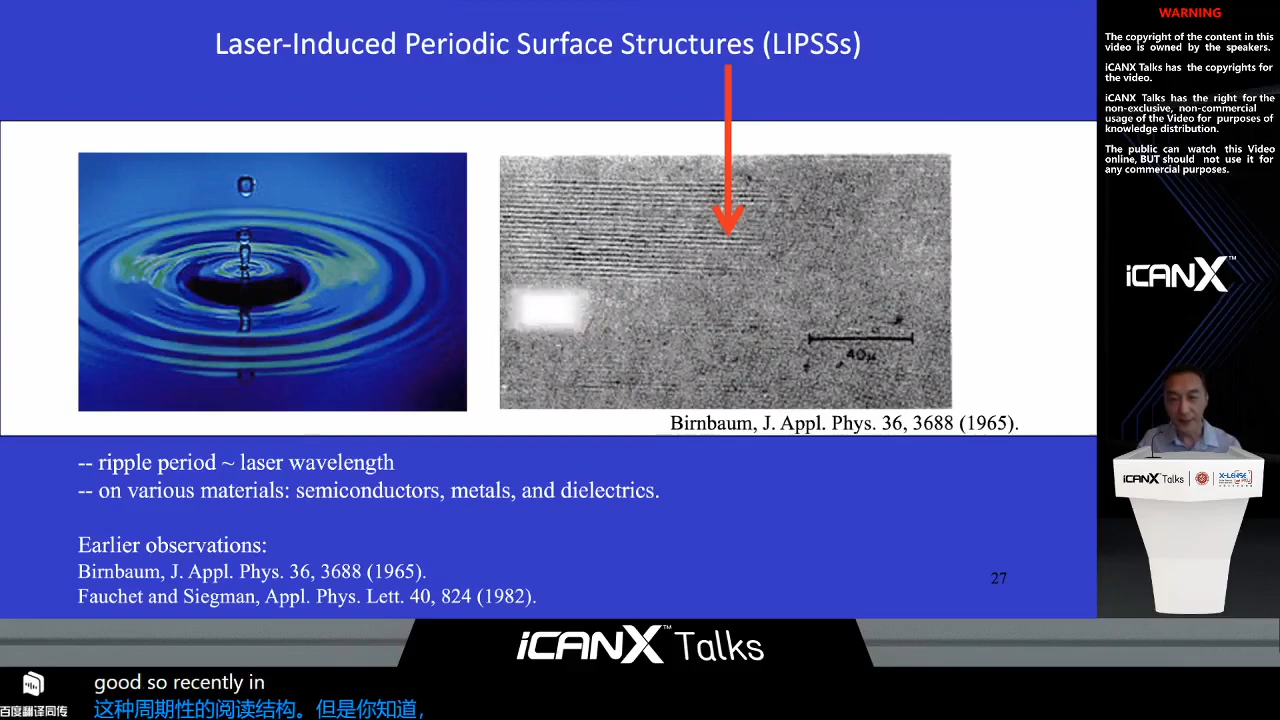 Laser-Induced Periodic Surface Structures (LIPSSs)
40μ
Birnbaum, J. Appl. Phys. 36, 3688 (1965).
-- ripple period ~ laser wavelength
-- on various materials: semiconductors, metals, and dielectrics.
Earlier observations:
Birnbaum, J. Appl. Phys. 36, 3688 (1965).
Fauchet and Siegman, Appl. Phys. Lett. 40, 824 (1982).
27
WARNING
The copyright of the content in this
video is owned by the speakers.
iCANX Talks has the copyrights for
the video.
iCANX Talks has the right for the
non-exclusive, non-commercial
usage of the Video for purposes of
knowledge distribution.
The public can watch this Video
online, BUT should not use it for
any commercial purposes.
iCANX™
iCANX Talks
iCANX™ Talks
good so recently in
这种周期性的阅读结构。但是你知道，
百度翻译同传